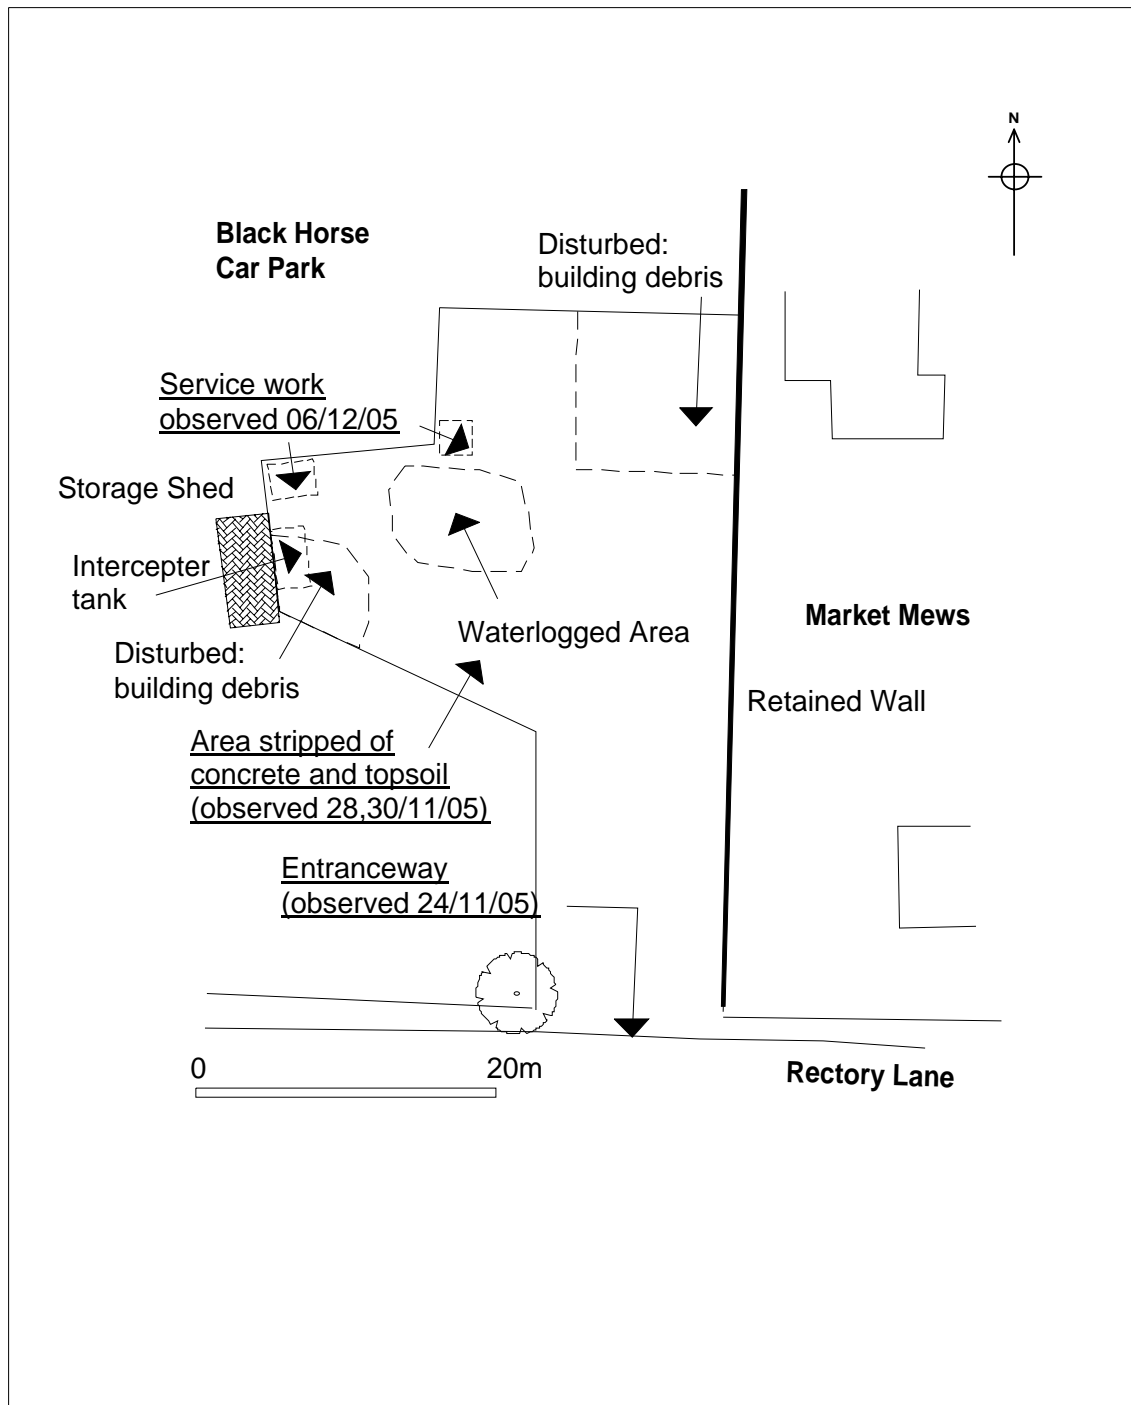 N
Black Horse
Car Park
Disturbed:
building debris
Service work
observed 06/12/05
Storage Shed
Intercepter
tank
Market Mews
Waterlogged Area
Disturbed:
building debris
Retained Wall
Area stripped of
concrete and topsoil
(observed 28,30/11/05)
Entranceway
(observed 24/11/05)
0 20m
Rectory Lane